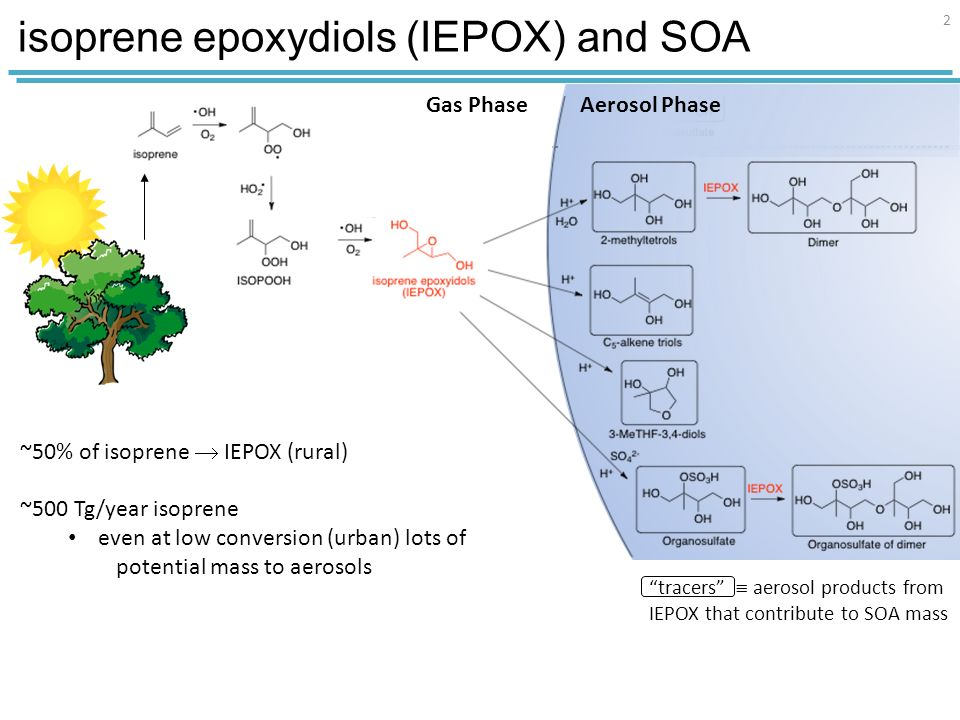 isoprene epoxydiols (IEPOX) and SOA
2
Gas Phase
Aerosol Phase
•OH
O2
isoprene
OH
OO
•
HO2•
OH
OOH
ISOPOOH
•OH
O2
HO
O
OH
isoprene epoxyidols
(IEPOX)
H+
H2O
OH
HO
OH
OH
2-methyltetrols
IEPOX
OH
OH
HO
O
OH
OH
OH
Dimer
H+
HO
OH
OH
C5-alkene triols
H+
OH
HO
O
3-MeTHF-3,4-diols
SO42-
H+
OSO3H
HO
OH
OH
Organosulfate
IEPOX
OH
OSO3H
HO
O
OH
OH
OH
Organosulfate of dimer
~50% of isoprene → IEPOX (rural)
~500 Tg/year isoprene
• even at low conversion (urban) lots of
potential mass to aerosols
“tracers” ≡ aerosol products from
IEPOX that contribute to SOA mass